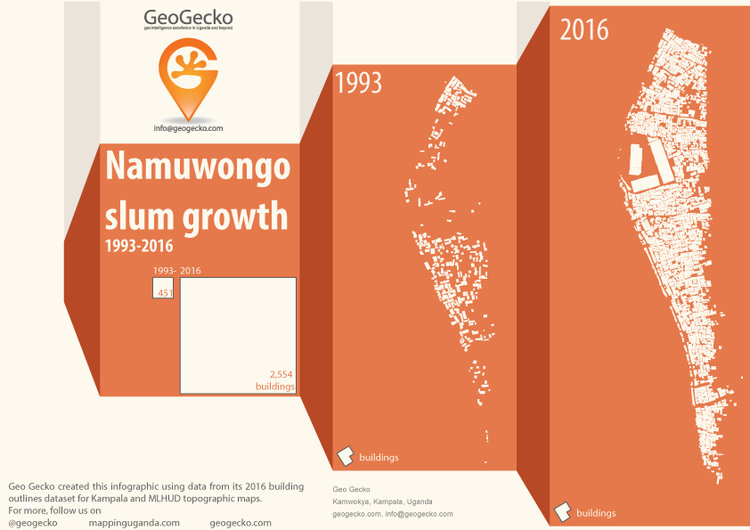 GeoGecko
geointelligence excellence in Uganda and beyond
info@geogecko.com
Namuwongo
slum growth
1993-2016
1993- 2016
451
2,554
buildings
1993
buildings
2016
buildings
Geo Gecko created this infographic using data from its 2016 building
outlines dataset for Kampala and MLHUD topographic maps.
For more, follow us on
@geogecko mappinguganda.com geogecko.com
Geo Gecko
Kamwokya, Kampala, Uganda
geogecko.com, info@geogecko.com